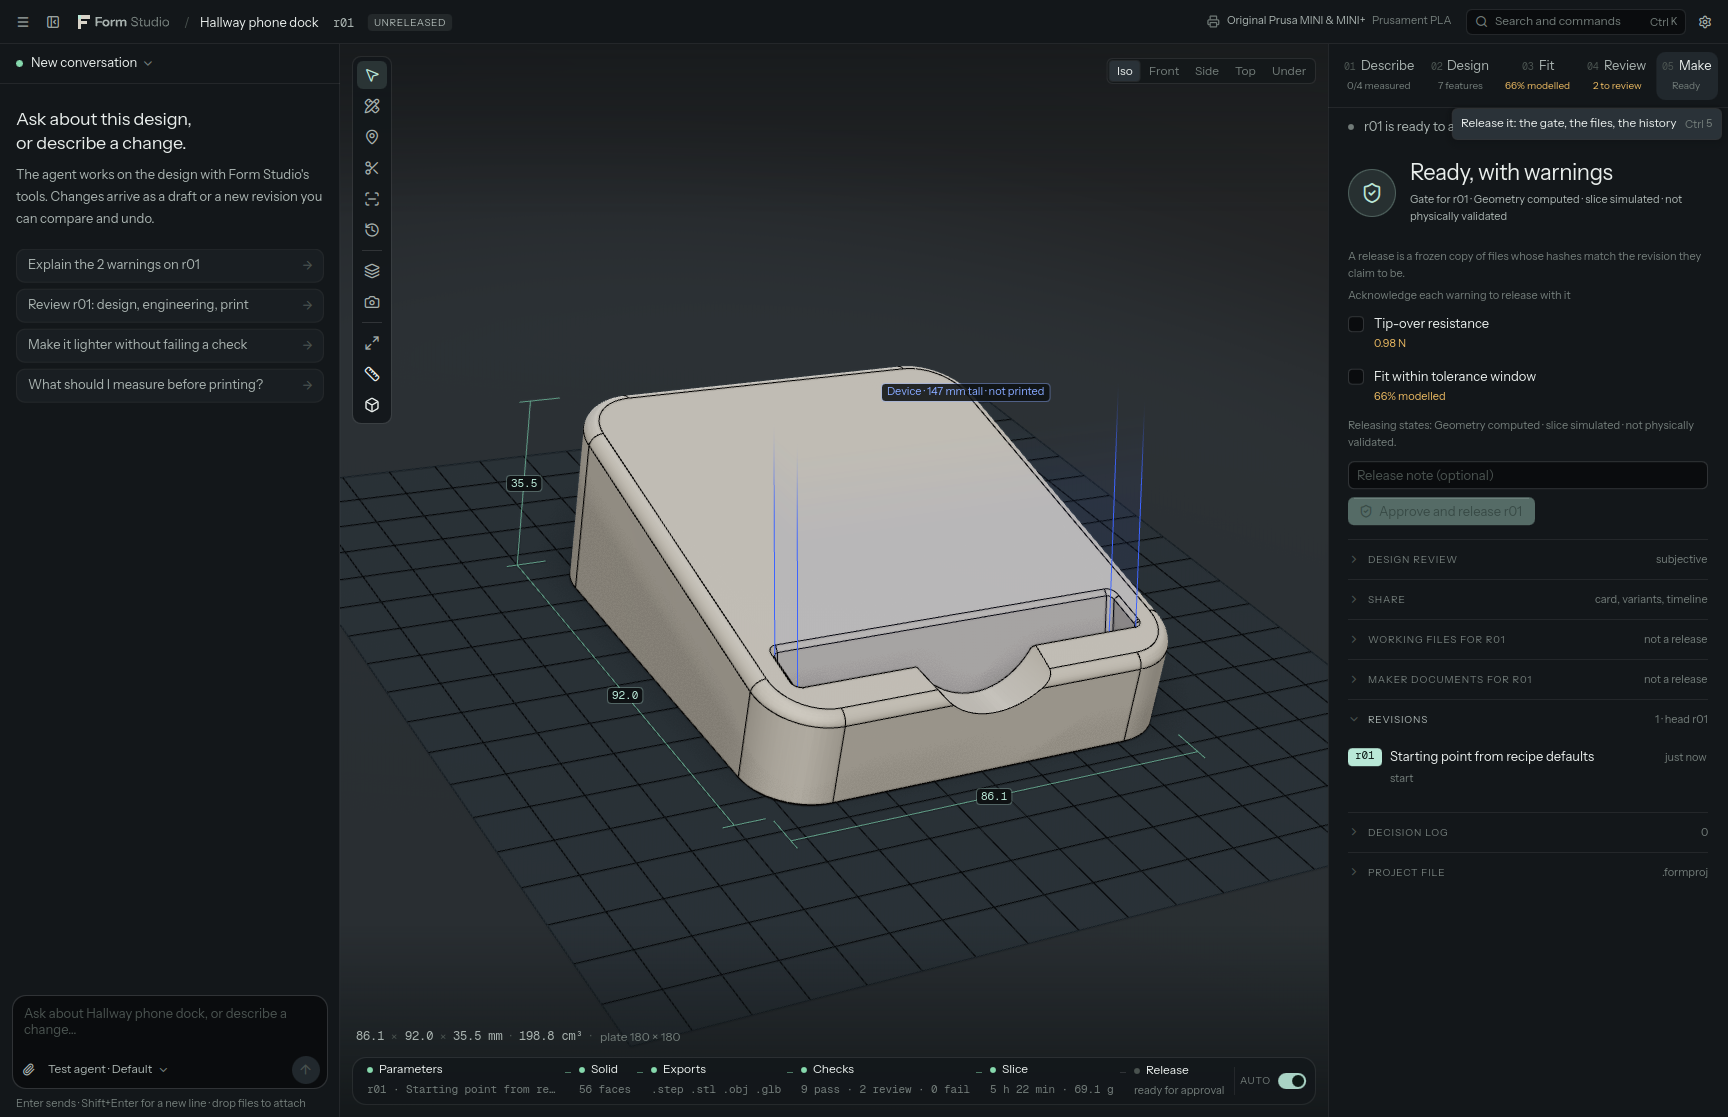 Form Studio / Hallway phone dock r01 UNRELEASED
Original Prusa MINI & MINI+ Prusament PLA
Search and commands Ctrl K
New conversation
Ask about this design,
or describe a change.
The agent works on the design with Form Studio's
tools. Changes arrive as a draft or a new revision you
can compare and undo.
Explain the 2 warnings on r01
Review r01: design, engineering, print
Make it lighter without failing a check
What should I measure before printing?
Ask about Hallway phone dock, or describe a
change...
Test agent · Default
Enter sends · Shift+Enter for a new line · drop files to attach
Iso Front Side Top Under
Device · 147 mm tall · not printed
35.5
92.0
86.1
86.1 × 92.0 × 35.5 mm · 198.8 cm³ · plate 180 × 180
Parameters
r01 · Starting point from re…
Solid
56 faces
Exports
.step .stl .obj .glb
Checks
9 pass · 2 review · 0 fail
Slice
5 h 22 min · 69.1 g
Release
ready for approval
AUTO
01 Describe
0/4 measured
02 Design
7 features
03 Fit
66% modelled
04 Review
2 to review
05 Make
Ready
r01 is ready to a
Release it: the gate, the files, the history Ctrl 5
Ready, with warnings
Gate for r01 · Geometry computed · slice simulated · not
physically validated
A release is a frozen copy of files whose hashes match the revision they
claim to be.
Acknowledge each warning to release with it
Tip-over resistance
0.98 N
Fit within tolerance window
66% modelled
Releasing states: Geometry computed · slice simulated · not physically
validated.
Release note (optional)
Approve and release r01
DESIGN REVIEW subjective
SHARE card, variants, timeline
WORKING FILES FOR R01 not a release
MAKER DOCUMENTS FOR R01 not a release
REVISIONS 1 · head r01
r01 Starting point from recipe defaults just now
start
DECISION LOG 0
PROJECT FILE .formproj